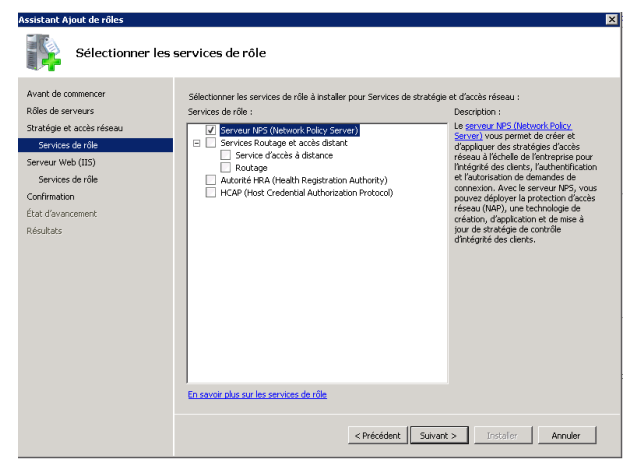 Assistant Ajout de rôles
Sélectionner les services de rôle
Avant de commencer
Rôles de serveurs
Stratégie et accès réseau
Services de rôle
Serveur Web (IIS)
Services de rôle
Confirmation
État d'avancement
Résultats
Sélectionner les services de rôle à installer pour Services de stratégie et d'accès réseau :
Services de rôle :
Serveur NPS (Network Policy Server)
Services Routage et accès distant
Service d'accès à distance
Routage
Autorité HRA (Health Registration Authority)
HCAP (Host Credential Authorization Protocol)
Description :
Le serveur NPS (Network Policy
Server) vous permet de créer et
d'appliquer des stratégies d'accès
réseau à l'échelle de l'entreprise pour
l'intégrité des clients, l'authentification
et l'autorisation de demandes de
connexion. Avec le serveur NPS, vous
pouvez déployer la protection d'accès
réseau (NAP), une technologie de
création, d'application et de mise à
jour de stratégie de contrôle
d'intégrité des clients.
En savoir plus sur les services de rôle
< Précédent
Suivant >
Installer
Annuler